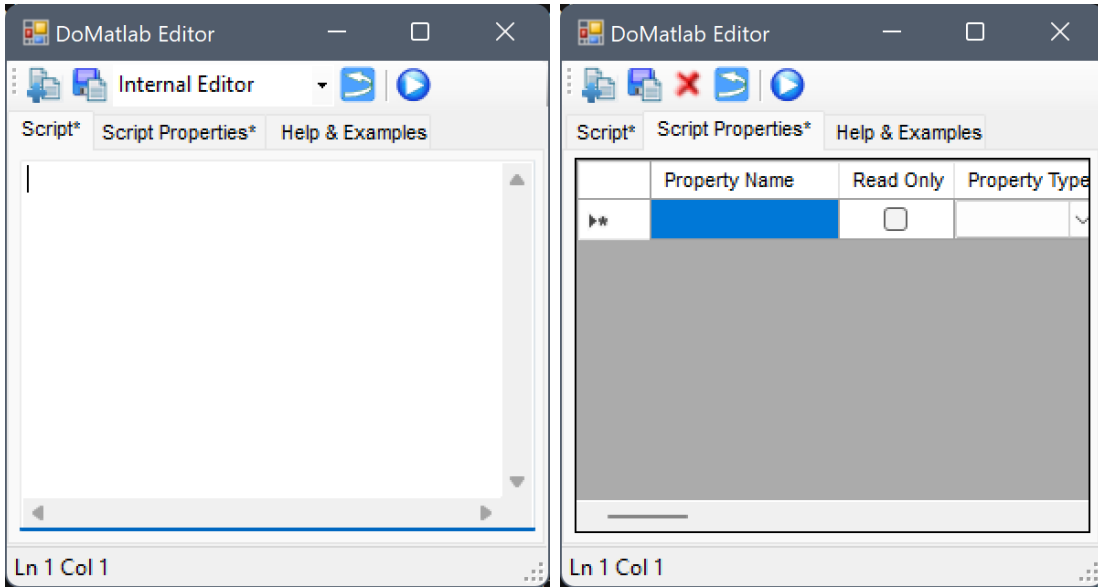 DoMatlab Editor
Internal Editor
Script* Script Properties* Help & Examples
Ln 1 Col 1
DoMatlab Editor
Script* Script Properties* Help & Examples
Property Name Read Only Property Type
Ln 1 Col 1